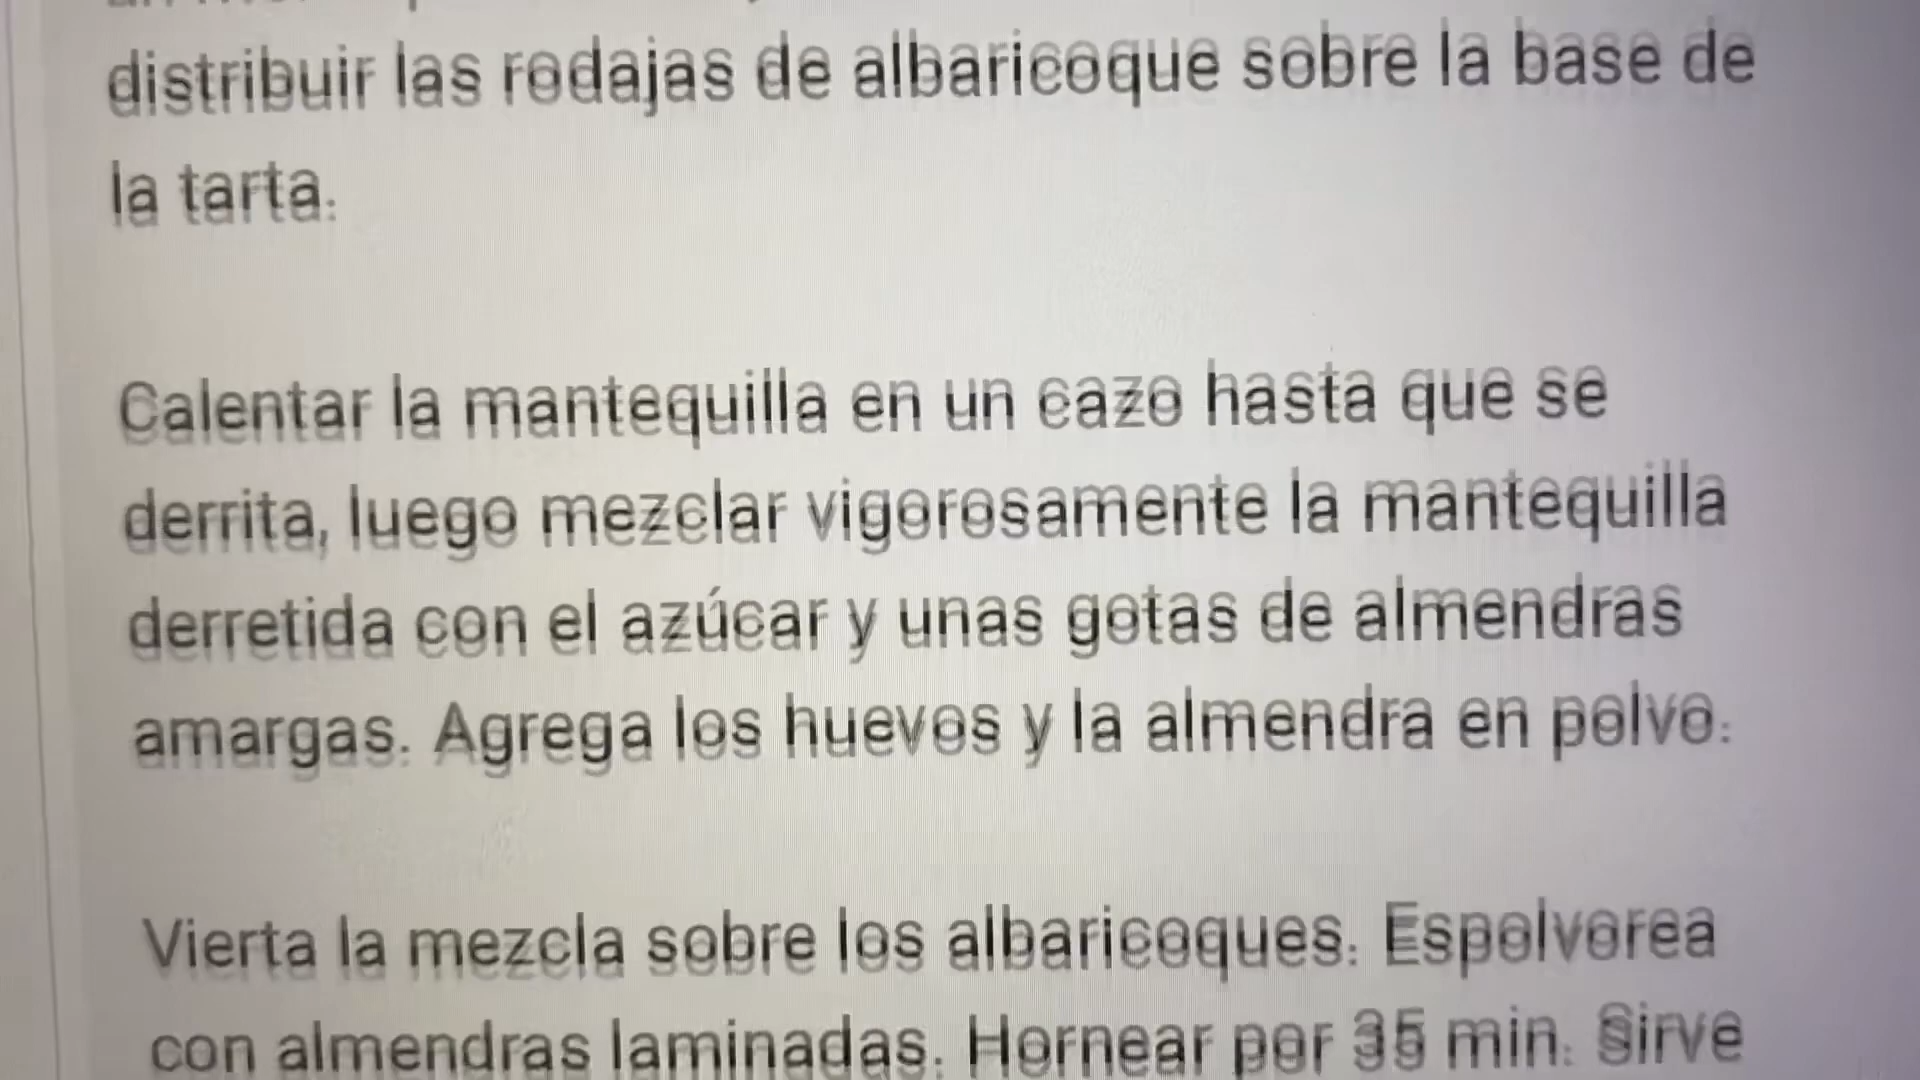 distribuir las rodajas de albaricoque sobre la base de
la tarta.
Calentar la mantequilla en un cazo hasta que se
derrita, luego mezclar vigorosamente la mantequilla
derretida con el azúcar y unas gotas de almendras
amargas. Agrega los huevos y la almendra en polvo.
Vierta la mezcla sobre los albaricoques. Espolvorea
con almendras laminadas. Hornear por 35 min. Sirve